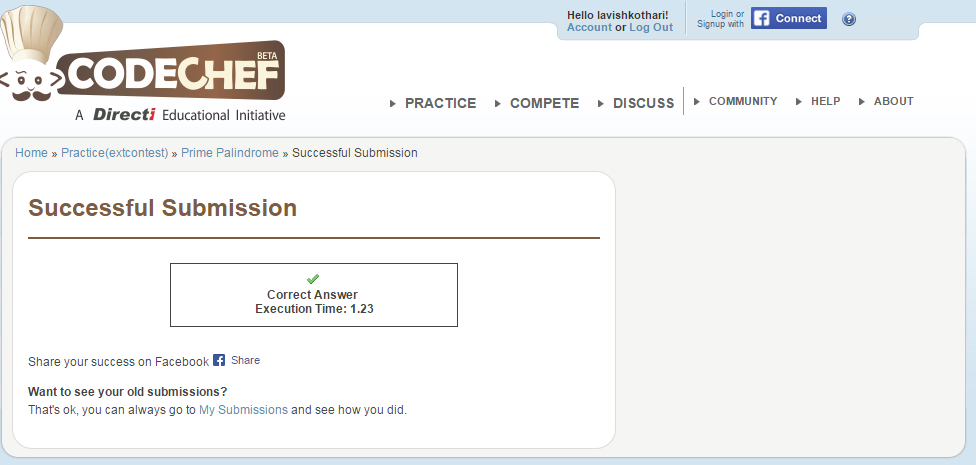 Hello lavishkothari!
Account or Log Out
Login or
Signup with
Connect
?
BETA
CODECHEF
A Directi Educational Initiative
PRACTICE COMPETE DISCUSS COMMUNITY HELP ABOUT
Home » Practice(extcontest) » Prime Palindrome » Successful Submission
Successful Submission
Correct Answer
Execution Time: 1.23
Share your success on Facebook Share
Want to see your old submissions?
That's ok, you can always go to My Submissions and see how you did.